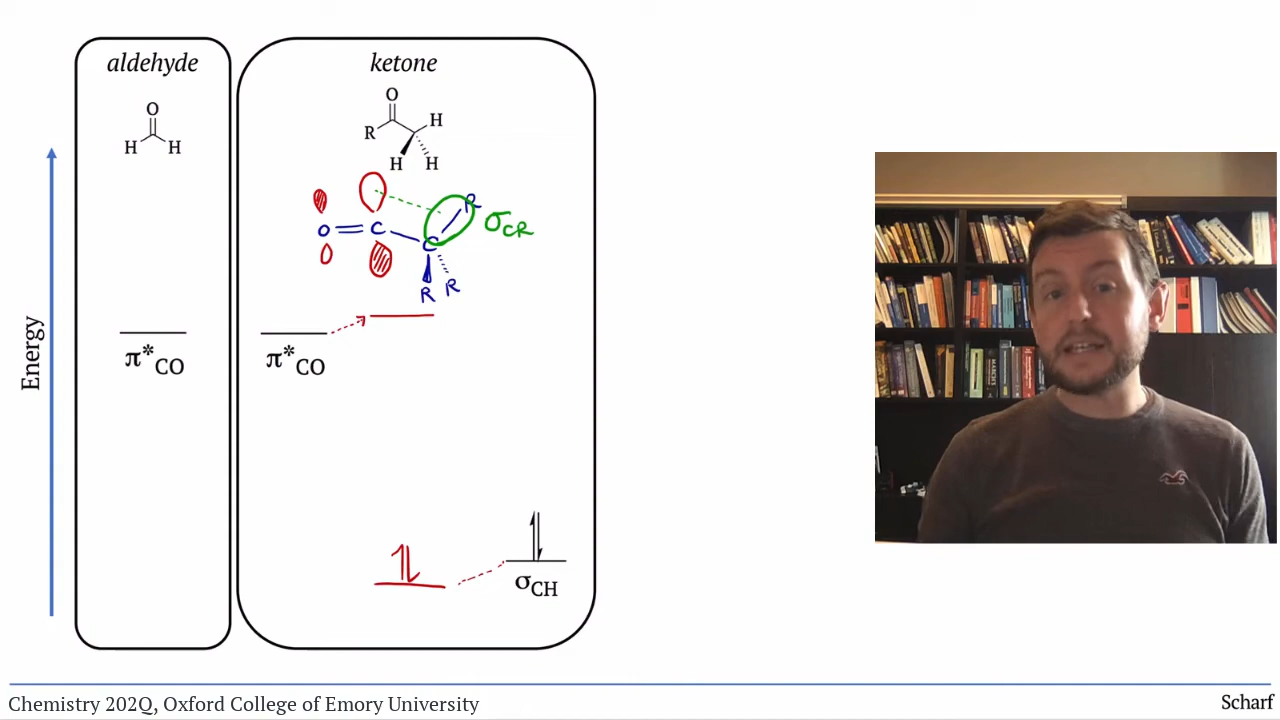 aldehyde
O
H H
π*CO
ketone
O
R H
H H
R
O=C C σCR
R R
π*CO
σCH
Energy
Chemistry 202Q, Oxford College of Emory University
Scharf